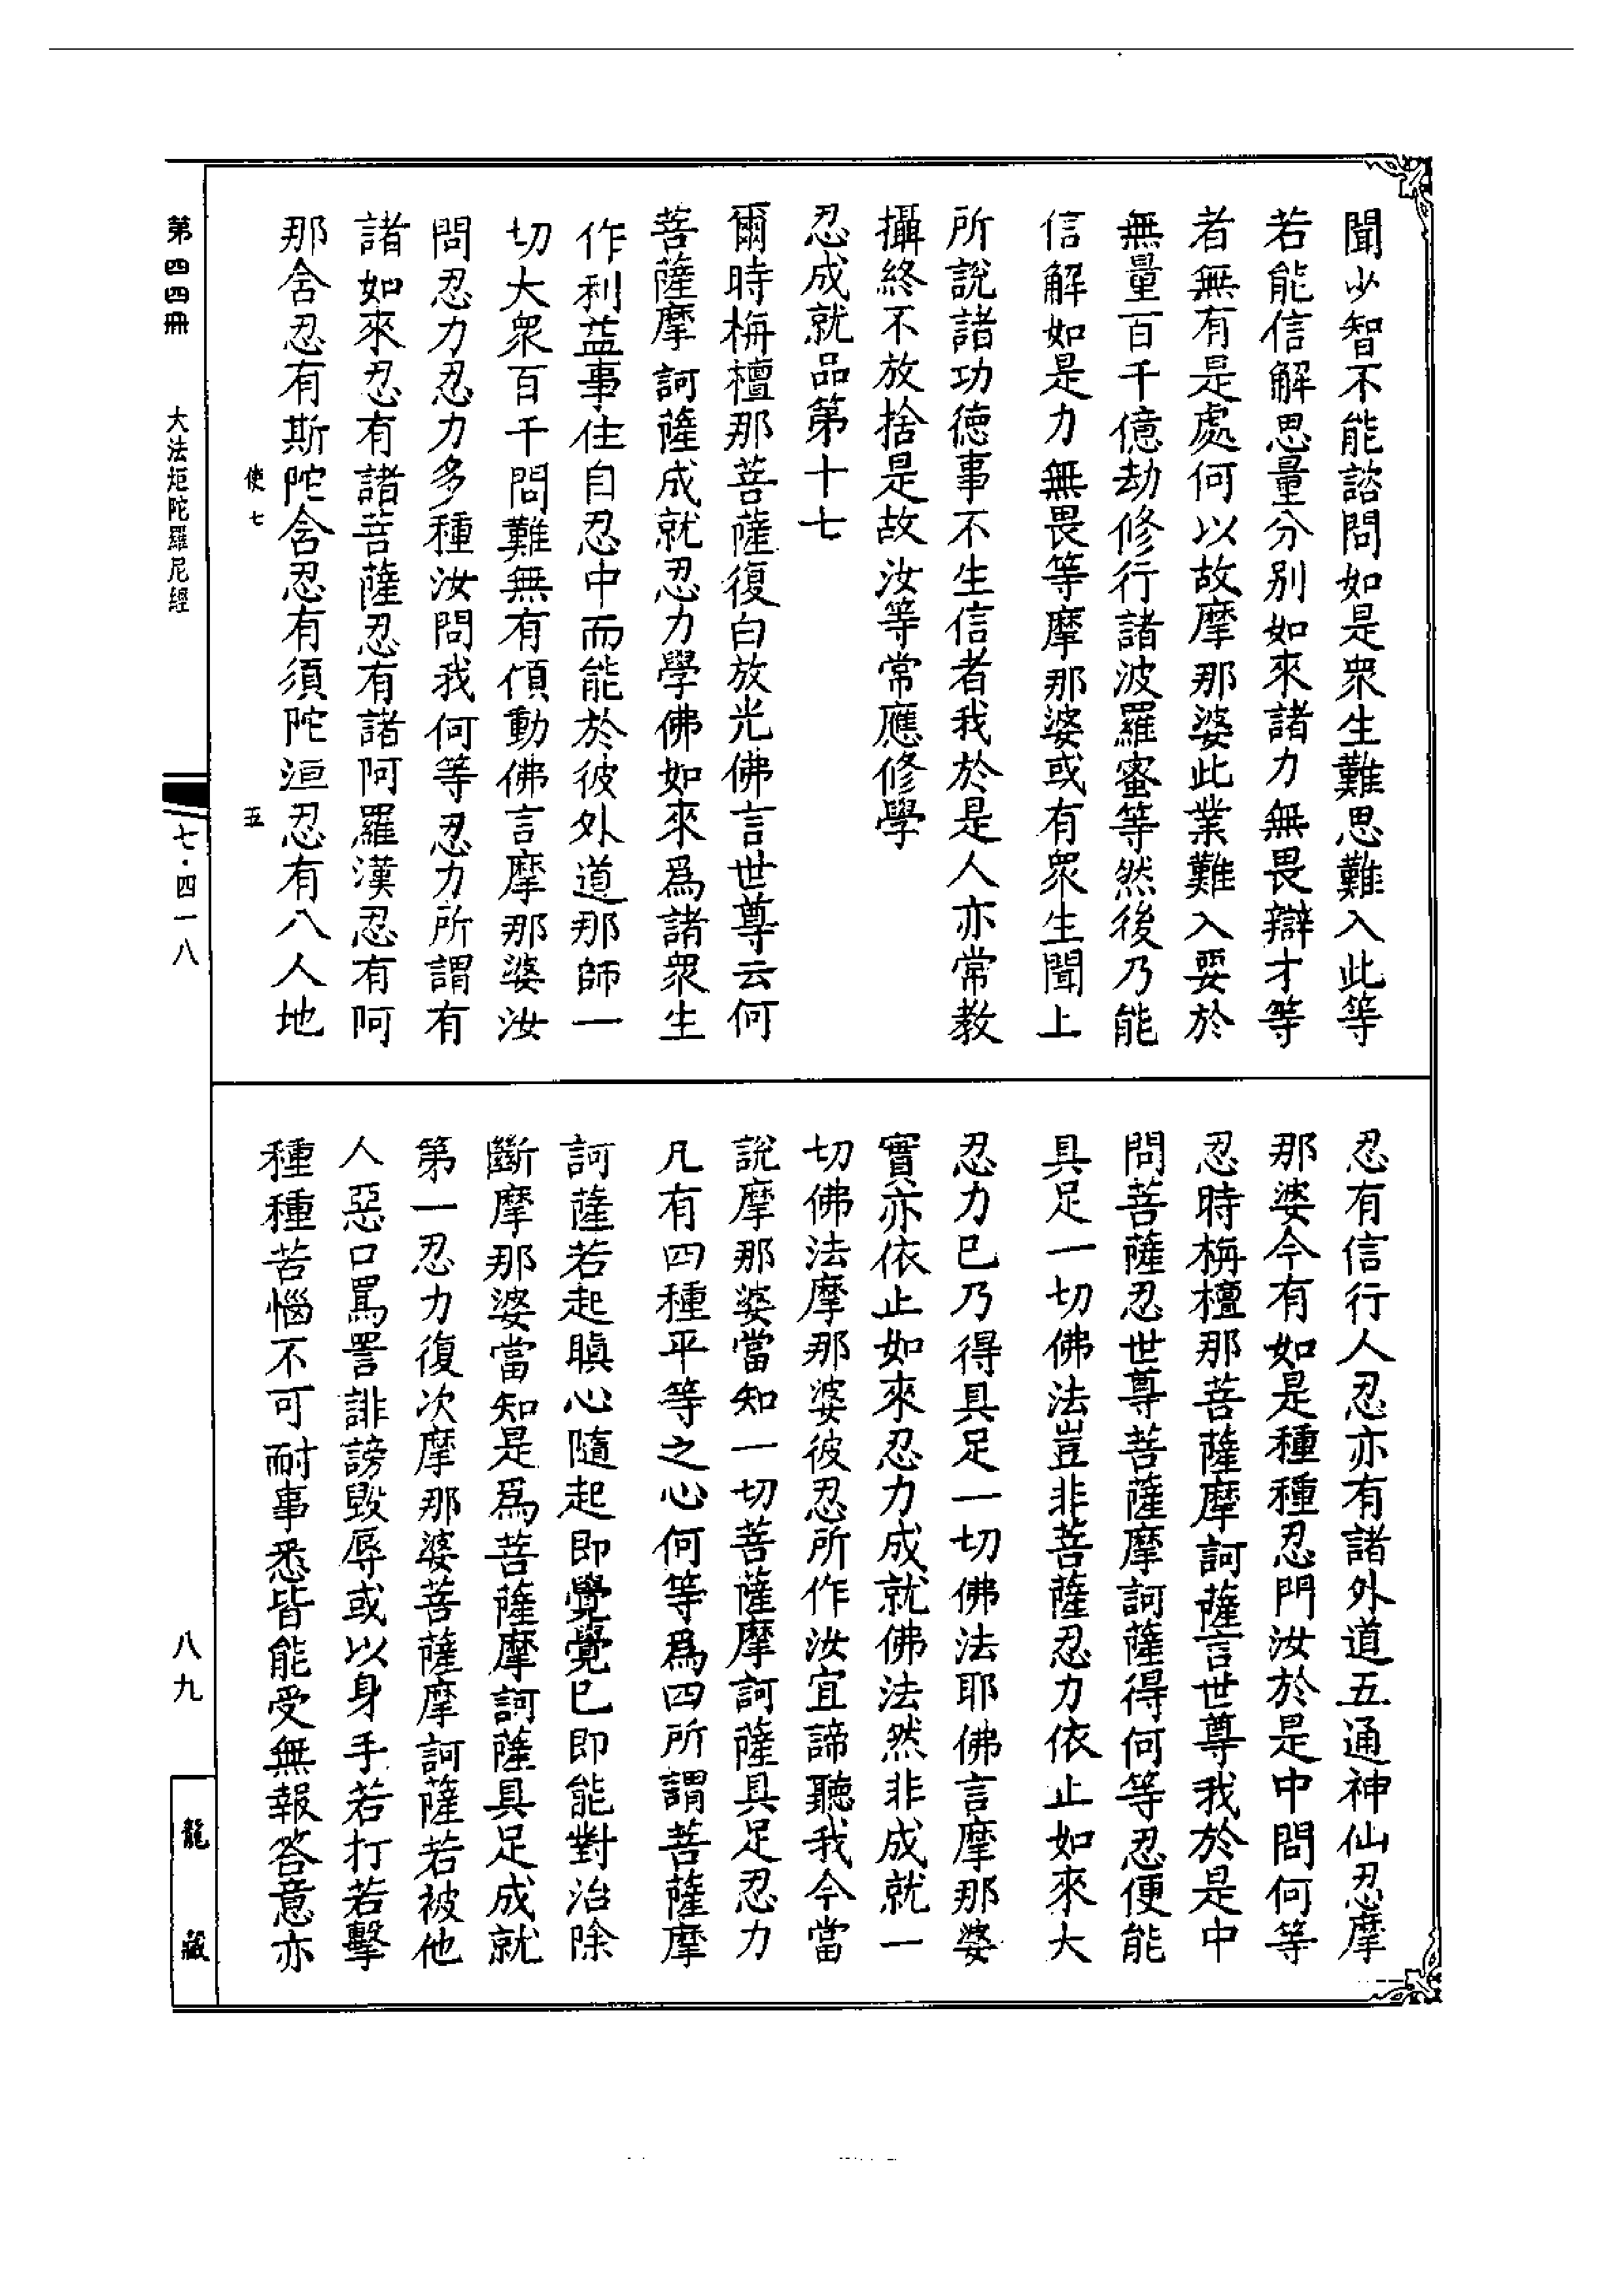 聞少智不能諮問如是衆生難思難入此等
若能信解思量分別如來諸力無畏辯才等
者無有是處何以故摩那婆此業難入要於
無量百千億劫修行諸波羅蜜等然後乃能
信解如是力無畏等摩那婆或有衆生聞上
所說諸功德事不生信者我於是人亦常教
攝終不放捨是故汝等常應修學
忍成就品第十七
爾時栴檀那菩薩復白放光佛言世尊云何
菩薩摩訶薩成就忍力學佛如來爲諸衆生
作利益事住自忍中而能於彼外道那師一
切大衆百千問難無有傾動佛言摩那婆汝
問忍力忍力多種汝問我何等忍力所謂有
諸如來忍有諸菩薩忍有諸阿羅漢忍有阿
那含忍有斯陀含忍有須陀洹忍有八人地
使七
五
忍有信行人忍亦有諸外道五通神仙忍摩
那婆今有如是種種忍門汝於是中問何等
忍時栴檀那菩薩摩訶薩言世尊我於是中
問菩薩忍世尊菩薩摩訶薩得何等忍便能
具足一切佛法豈非菩薩忍力依止如來大
忍力已乃得具足一切佛法耶佛言摩那婆
實亦依止如來忍力成就佛法然非成就一
切佛法摩那婆彼忍所作汝宜諦聽我今當
說摩那婆當知一切菩薩摩訶薩具足忍力
凡有四種平等之心何等爲四所謂菩薩摩
訶薩若起瞋心隨起即覺覺已即能對治除
斷摩那婆當知是爲菩薩摩訶薩具足成就
第一忍力復次摩那婆菩薩摩訶薩若被他
人惡口罵詈誹謗毀辱或以身手若打若擊
種種苦惱不可耐事悉皆能受無報答意亦
第四四冊
大法炬陀羅尼經
七·四一八
八九
龍藏